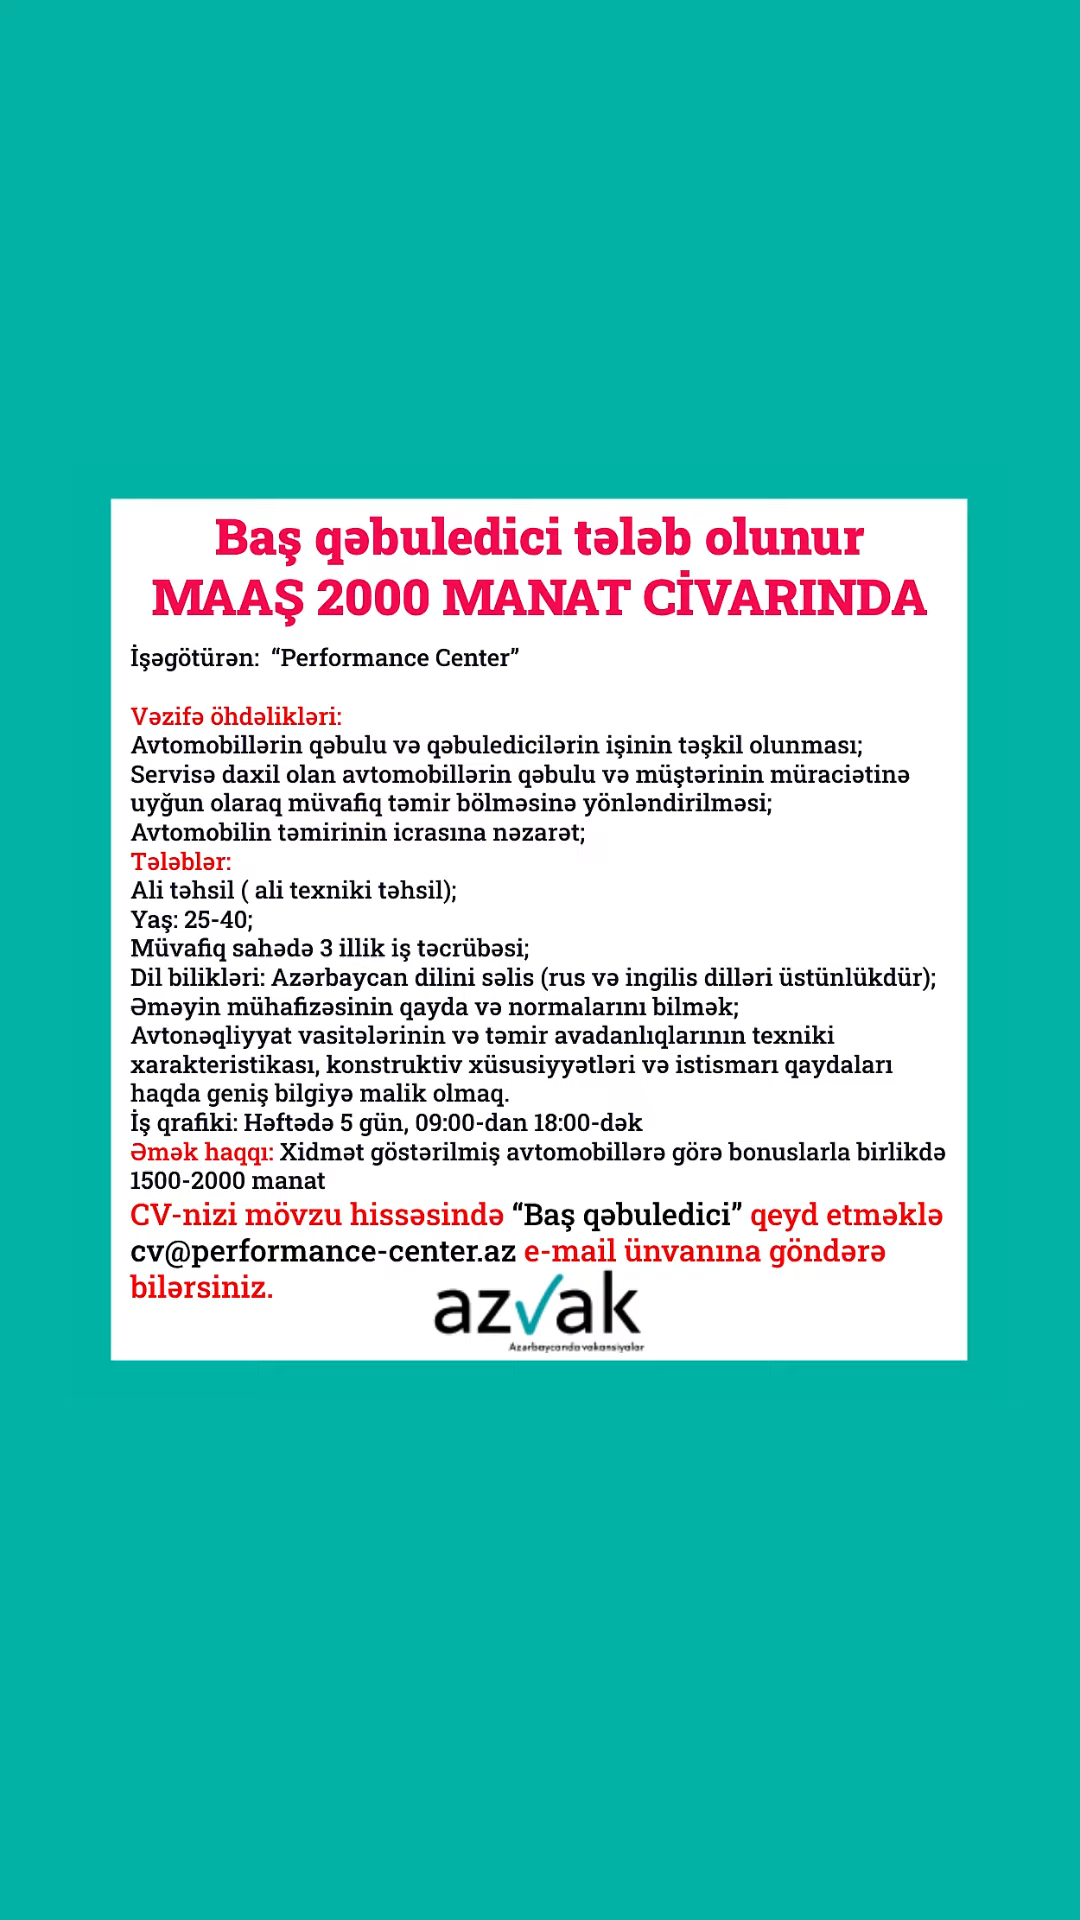 Baş qəbuledici tələb olunur
MAAŞ 2000 MANAT CİVARINDA
İşəgötürən: “Performance Center”
Vəzifə öhdəlikləri:
Avtomobillərin qəbulu və qəbuledicilərin işinin təşkil olunması;
Servisə daxil olan avtomobillərin qəbulu və müştərinin müraciətinə
uyğun olaraq müvafiq təmir bölməsinə yönləndirilməsi;
Avtomobilin təmirinin icrasına nəzarət;
Tələblər:
Ali təhsil ( ali texniki təhsil);
Yaş: 25-40;
Müvafiq sahədə 3 illik iş təcrübəsi;
Dil bilikləri: Azərbaycan dilini səlis (rus və ingilis dilləri üstünlükdür);
Əməyin mühafizəsinin qayda və normalarını bilmək;
Avtonəqliyyat vasitələrinin və təmir avadanlıqlarının texniki
xarakteristikası, konstruktiv xüsusiyyətləri və istismarı qaydaları
haqda geniş bilgiyə malik olmaq.
İş qrafiki: Həftədə 5 gün, 09:00-dan 18:00-dək
Əmək haqqı: Xidmət göstərilmiş avtomobillərə görə bonuslarla birlikdə
1500-2000 manat
CV-nizi mövzu hissəsində “Baş qəbuledici” qeyd etməklə
cv@performance-center.az e-mail ünvanına göndərə
bilərsiniz.
azvak
Azərbaycanda vakansiyalar